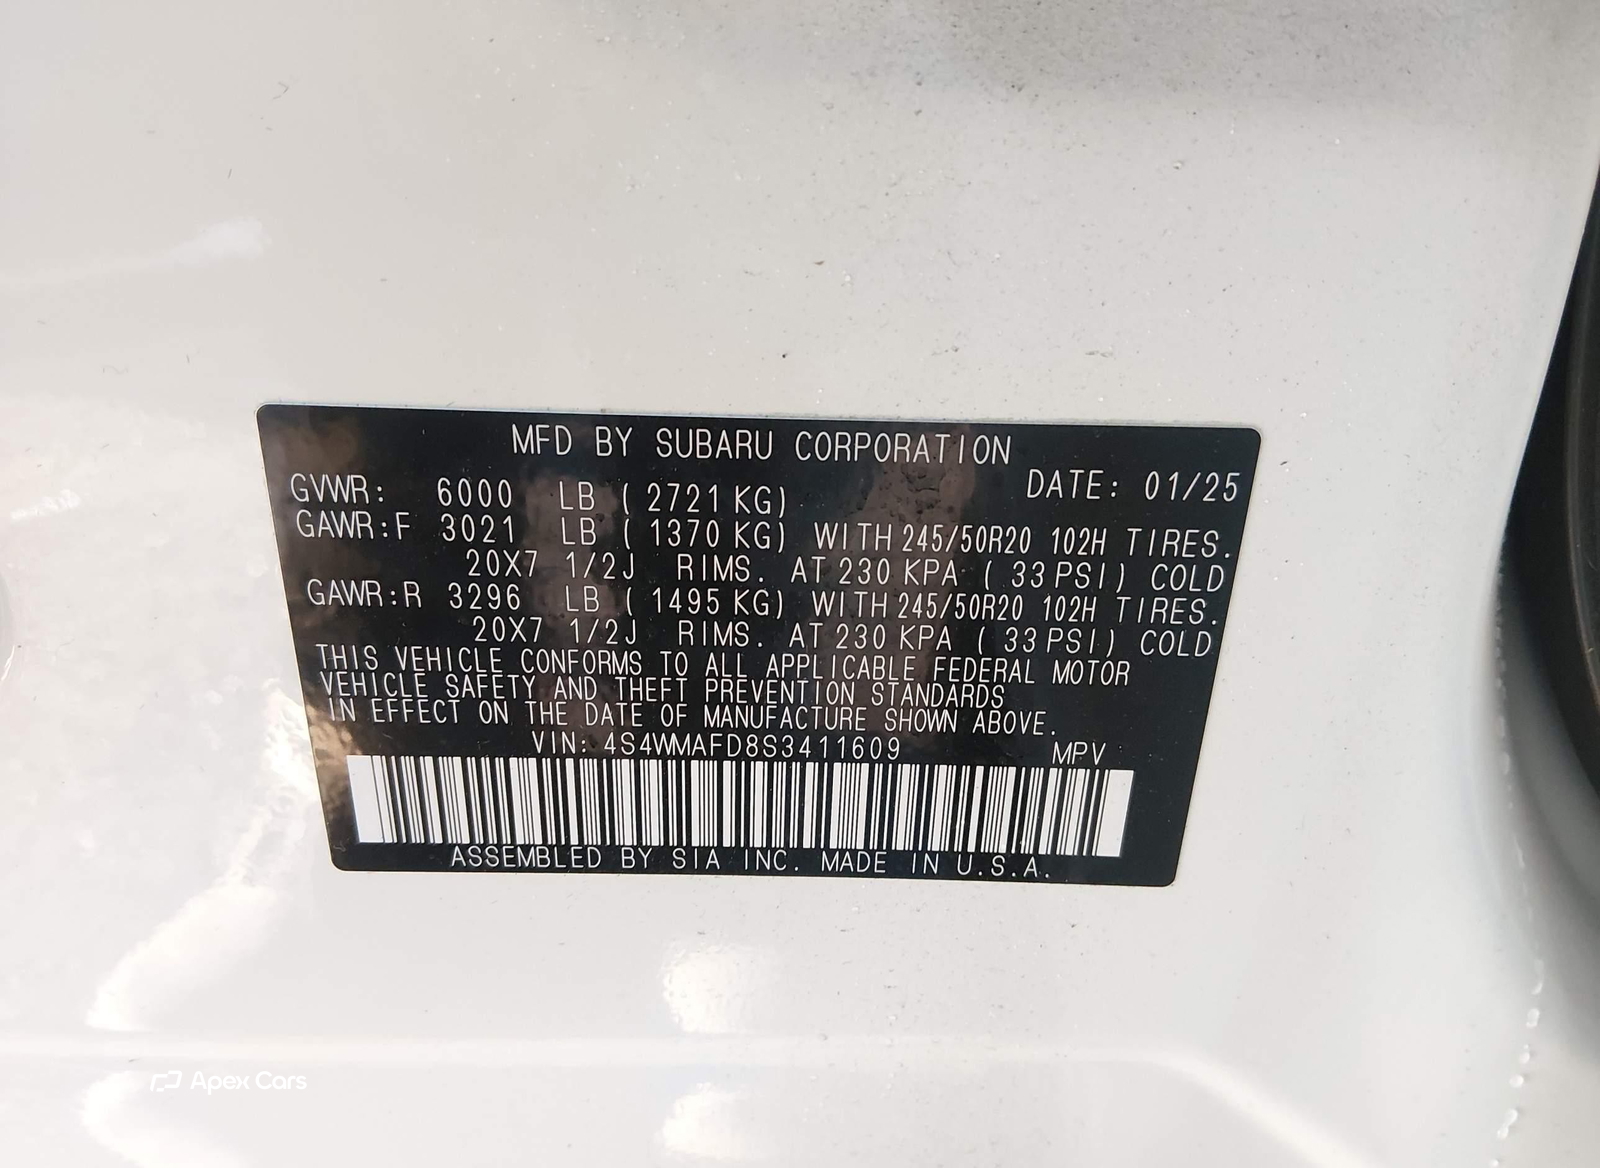 MFD BY SUBARU CORPORATION
DATE: 01/25
GVWR: 6000 LB ( 2721 KG)
GAWR:F 3021 LB ( 1370 KG) WITH 245/50R20 102H TIRES.
20X7 1/2J RIMS. AT 230 KPA ( 33 PSI) COLD
GAWR:R 3296 LB ( 1495 KG) WITH 245/50R20 102H TIRES.
20X7 1/2J RIMS. AT 230 KPA ( 33 PSI) COLD
THIS VEHICLE CONFORMS TO ALL APPLICABLE FEDERAL MOTOR
VEHICLE SAFETY AND THEFT PREVENTION STANDARDS
IN EFFECT ON THE DATE OF MANUFACTURE SHOWN ABOVE.
VIN: 4S4WMAFD8S3411609 MPV
ASSEMBLED BY SIA INC. MADE IN U.S.A.
Apex Cars